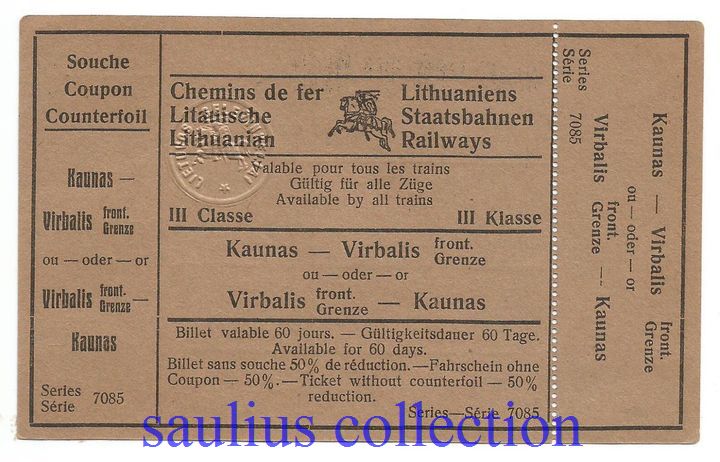 Souche
Coupon
Counterfoil
Kaunas —
Virbalis front. Grenze
ou — oder — or
Virbalis front. Grenze —
Kaunas
Series
Série 7085
Chemins de fer Lithuaniens
Litauische Staatsbahnen
Lithuanian Railways
Valable pour tous les trains
Gültig für alle Züge
Available by all trains
III Classe III Klasse
Kaunas — Virbalis front. Grenze
ou — oder — or
Virbalis front. Grenze — Kaunas
Billet valable 60 jours. — Gültigkeitsdauer 60 Tage.
Available for 60 days.
Billet sans souche 50% de réduction. — Fahrschein ohne
Coupon — 50%. — Ticket without counterfoil — 50%
reduction.
Series—Série 7085
Kaunas — Virbalis front. Grenze
ou — oder — or
Virbalis front. Grenze — Kaunas
Series
Série 7085
saulius collection